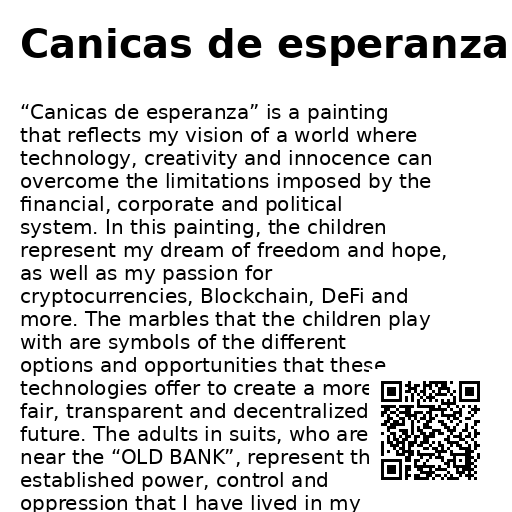 Canicas de esperanza
“Canicas de esperanza” is a painting
that reflects my vision of a world where
technology, creativity and innocence can
overcome the limitations imposed by the
financial, corporate and political
system. In this painting, the children
represent my dream of freedom and hope,
as well as my passion for
cryptocurrencies, Blockchain, DeFi and
more. The marbles that the children play
with are symbols of the different
options and opportunities that these
technologies offer to create a more
fair, transparent and decentralized
future. The adults in suits, who are
near the “OLD BANK”, represent th
established power, control and
oppression that I have lived in my